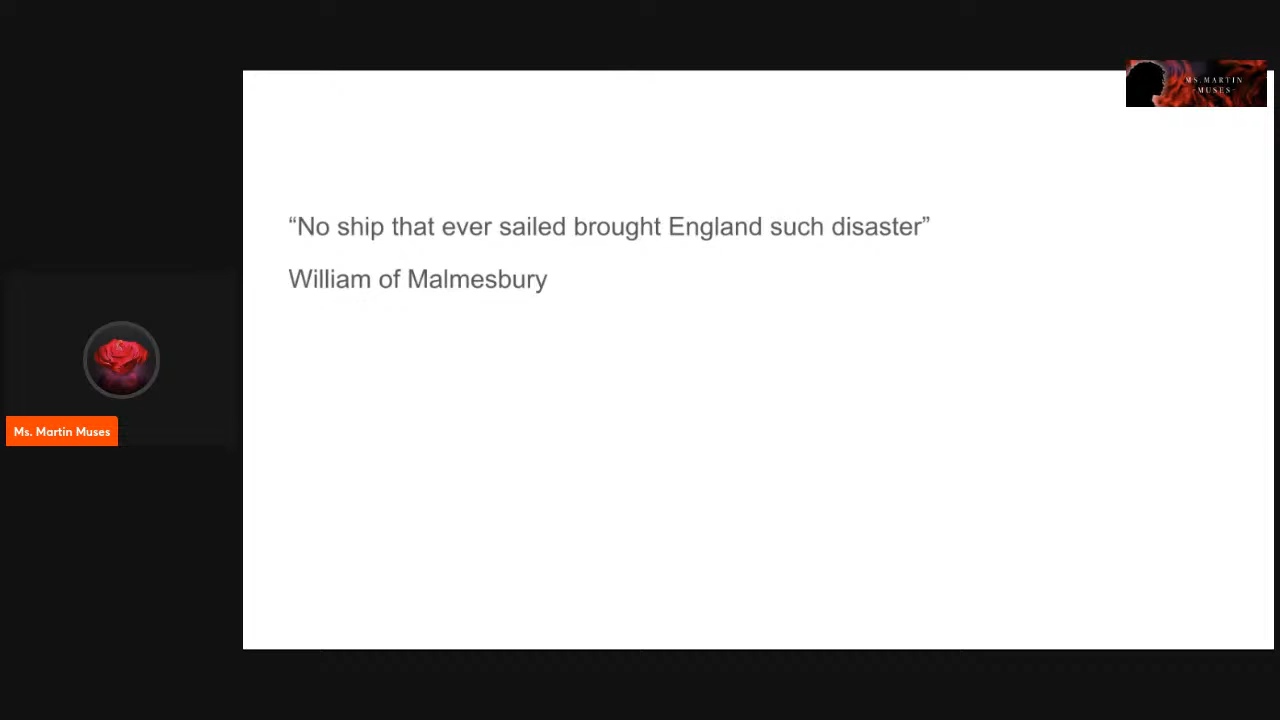 MS. MARTIN
-MUSES-
“No ship that ever sailed brought England such disaster”
William of Malmesbury
Ms. Martin Muses